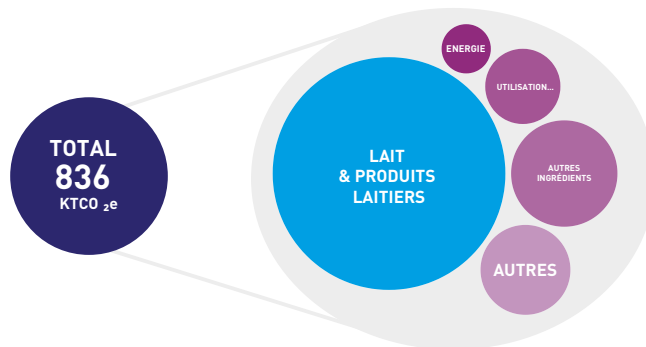 TOTAL
836
KTCO ₂e
ENERGIE
UTILISATION...
LAIT
& PRODUITS
LAITIERS
AUTRES
INGRÉDIENTS
AUTRES